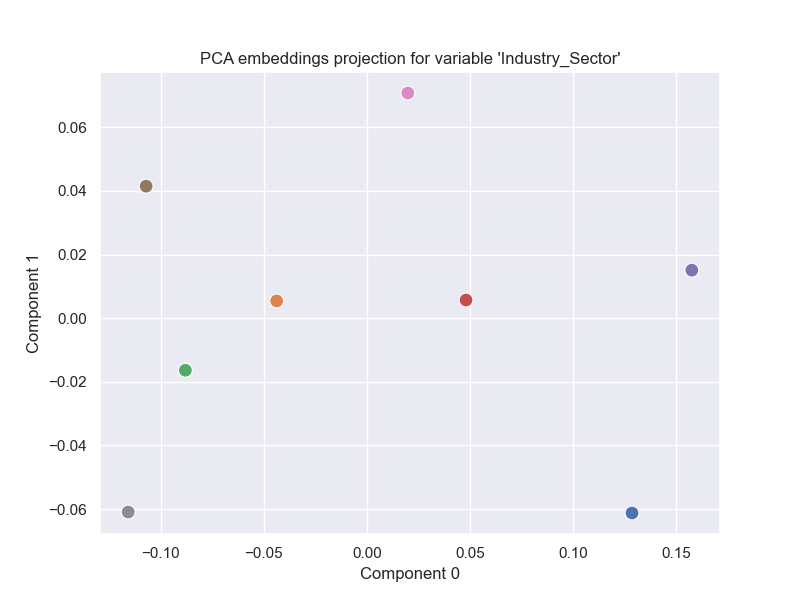 PCA embeddings projection for variable 'Industry_Sector'
0.06
0.04
0.02
0.00
−0.02
−0.04
−0.06
Component 1
−0.10 −0.05 0.00 0.05 0.10 0.15
Component 0